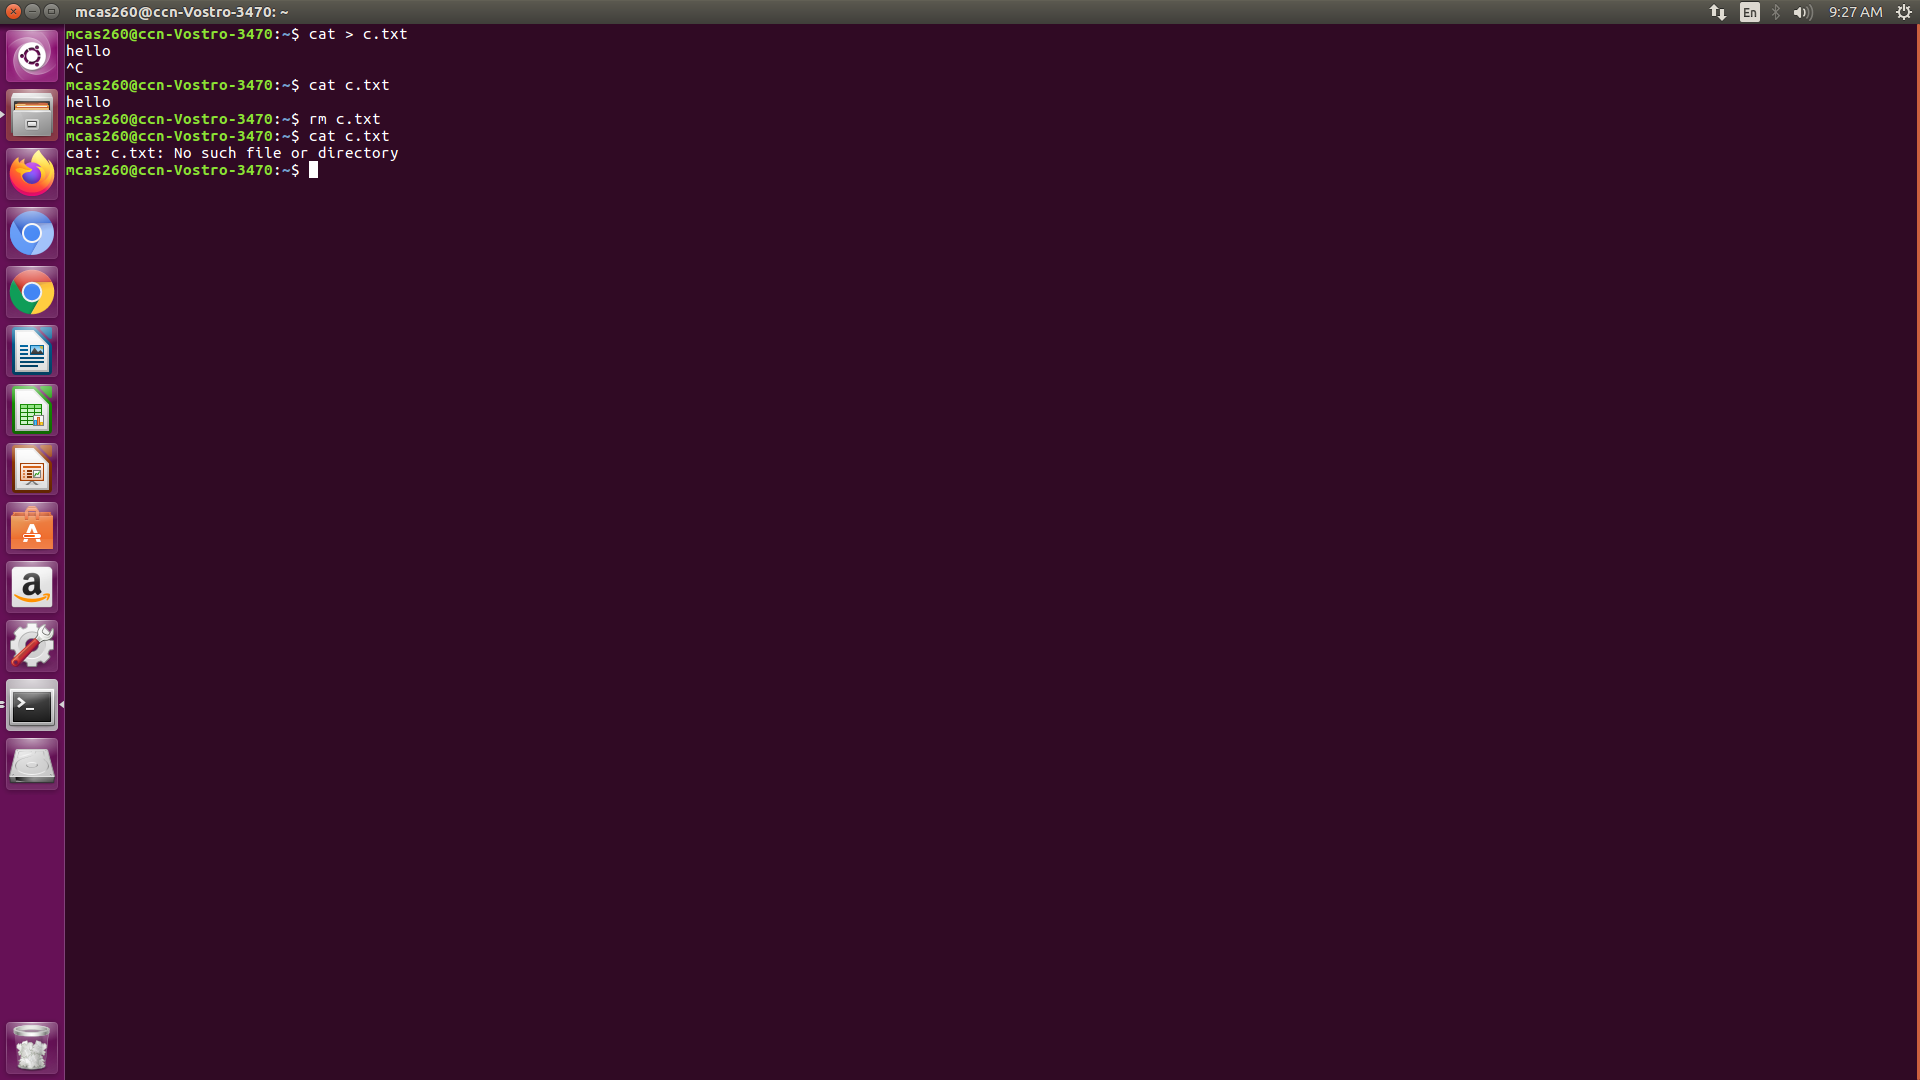 mcas260@ccn-Vostro-3470: ~
En
9:27 AM
mcas260@ccn-Vostro-3470:~$ cat > c.txt
hello
^C
mcas260@ccn-Vostro-3470:~$ cat c.txt
hello
mcas260@ccn-Vostro-3470:~$ rm c.txt
mcas260@ccn-Vostro-3470:~$ cat c.txt
cat: c.txt: No such file or directory
mcas260@ccn-Vostro-3470:~$